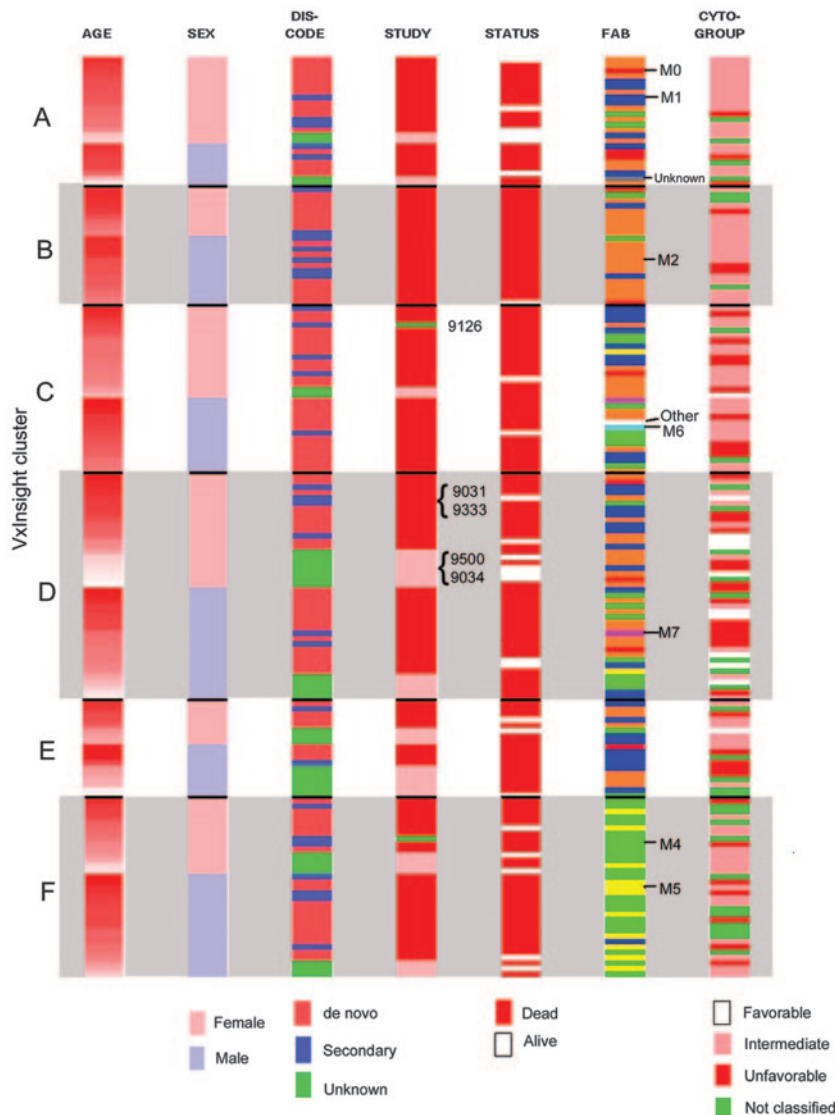 AGE SEX DIS-CODE STUDY STATUS FAB CYTO-GROUP
A
M0
M1
Unknown
B
M2
9126
C
Other
M6
VxInsight cluster
9031
9333
9500
9034
D
M7
E
M4
F
M5
Female
Male
de novo
Secondary
Unknown
Dead
Alive
Favorable
Intermediate
Unfavorable
Not classified